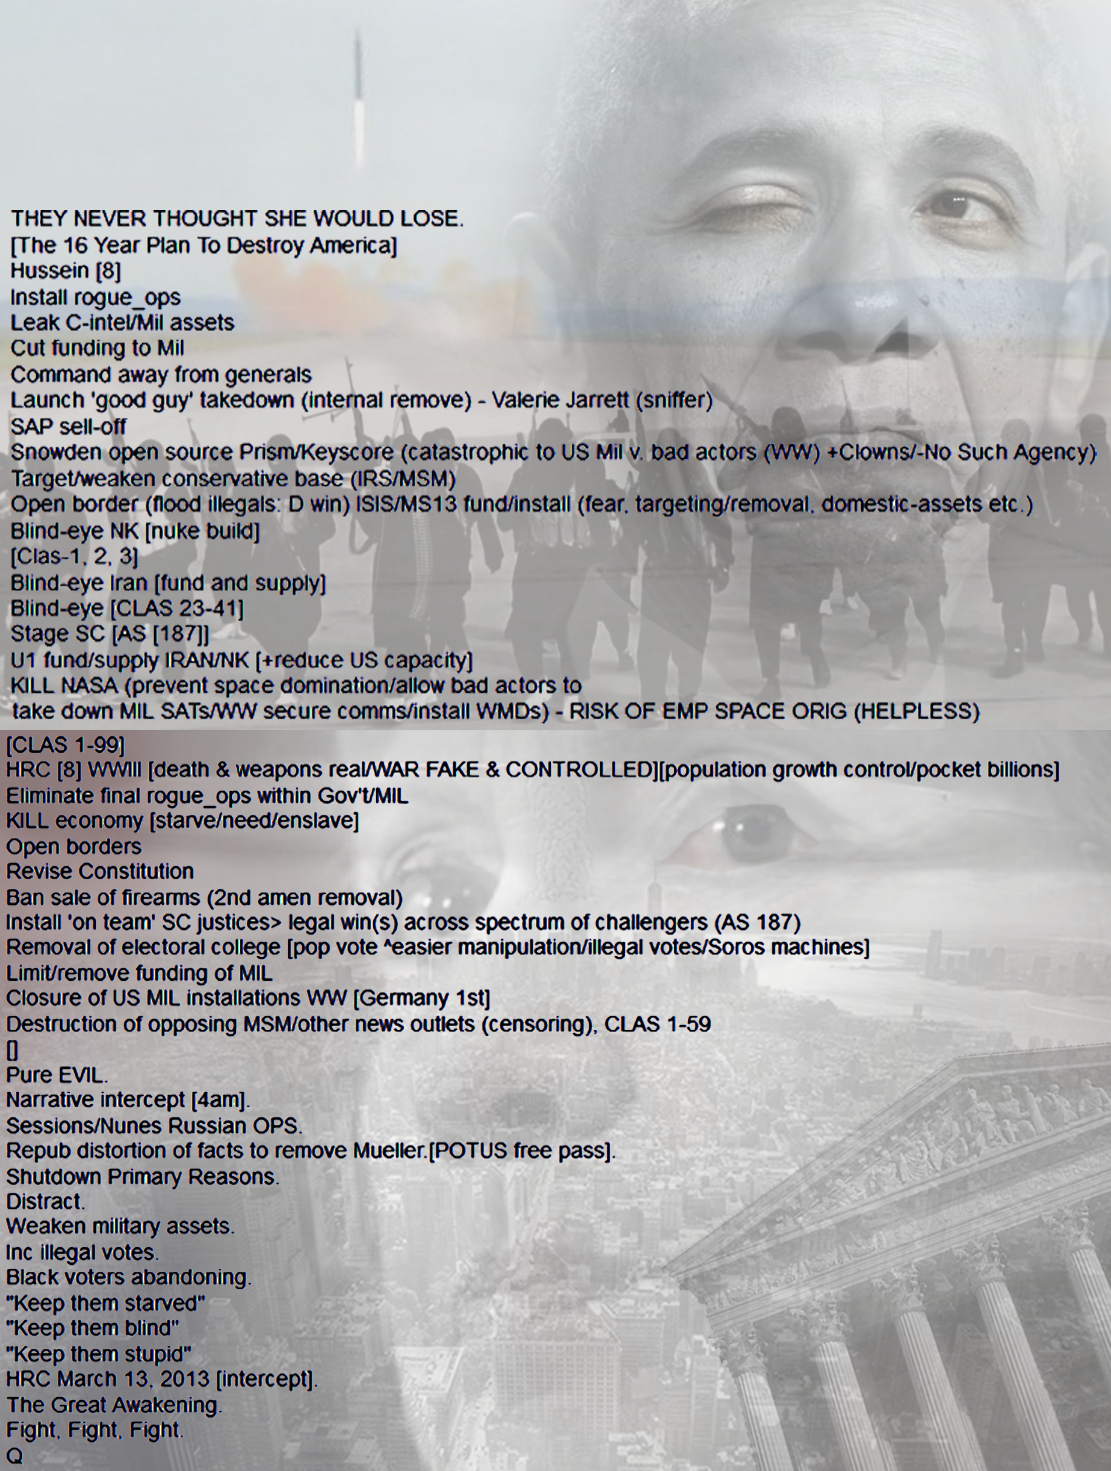 THEY NEVER THOUGHT SHE WOULD LOSE.
[The 16 Year Plan To Destroy America]
Hussein [8]
Install rogue_ops
Leak C-intel/Mil assets
Cut funding to Mil
Command away from generals
Launch 'good guy' takedown (internal remove) - Valerie Jarrett (sniffer)
SAP sell-off
Snowden open source Prism/Keyscore (catastrophic to US Mil v. bad actors (WW) +Clowns/-No Such Agency)
Target/weaken conservative base (IRS/MSM)
Open border (flood illegals: D win) ISIS/MS13 fund/install (fear, targeting/removal, domestic-assets etc.)
Blind-eye NK [nuke build]
[Clas-1, 2, 3]
Blind-eye Iran [fund and supply]
Blind-eye [CLAS 23-41]
Stage SC [AS [187]]
U1 fund/supply IRAN/NK [+reduce US capacity]
KILL NASA (prevent space domination/allow bad actors to
take down MIL SATs/WW secure comms/install WMDs) - RISK OF EMP SPACE ORIG (HELPLESS)
[CLAS 1-99]
HRC [8] WWIII [death & weapons real/WAR FAKE & CONTROLLED][population growth control/pocket billions]
Eliminate final rogue_ops within Gov't/MIL
KILL economy [starve/need/enslave]
Open borders
Revise Constitution
Ban sale of firearms (2nd amen removal)
Install 'on team' SC justices> legal win(s) across spectrum of challengers (AS 187)
Removal of electoral college [pop vote ^easier manipulation/illegal votes/Soros machines]
Limit/remove funding of MIL
Closure of US MIL installations WW [Germany 1st]
Destruction of opposing MSM/other news outlets (censoring), CLAS 1-59
[]
Pure EVIL.
Narrative intercept [4am].
Sessions/Nunes Russian OPS.
Repub distortion of facts to remove Mueller.[POTUS free pass].
Shutdown Primary Reasons.
Distract.
Weaken military assets.
Inc illegal votes.
Black voters abandoning.
"Keep them starved"
"Keep them blind"
"Keep them stupid"
HRC March 13, 2013 [intercept].
The Great Awakening.
Fight, Fight, Fight.
Q